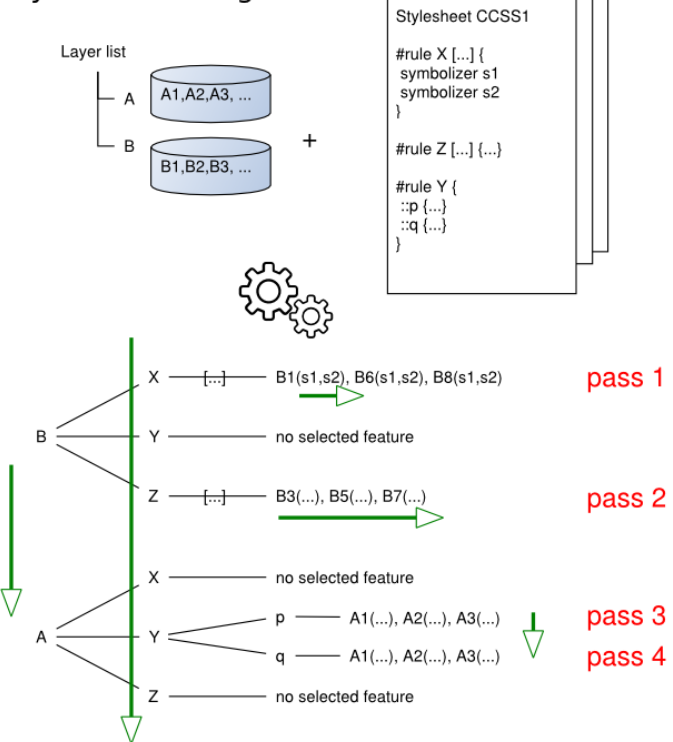 Stylesheet CCSS1
#rule X [...] {
symbolizer s1
symbolizer s2
}
#rule Z [...] {...}
#rule Y {
::p {...}
::q {...}
}
Layer list
A
A1,A2,A3, ...
B
B1,B2,B3, ...
+
X [...] B1(s1,s2), B6(s1,s2), B8(s1,s2) pass 1
B Y no selected feature
Z [...] B3(...), B5(...), B7(...) pass 2
X no selected feature
p A1(...), A2(...), A3(...) pass 3
A Y
q A1(...), A2(...), A3(...) pass 4
Z no selected feature